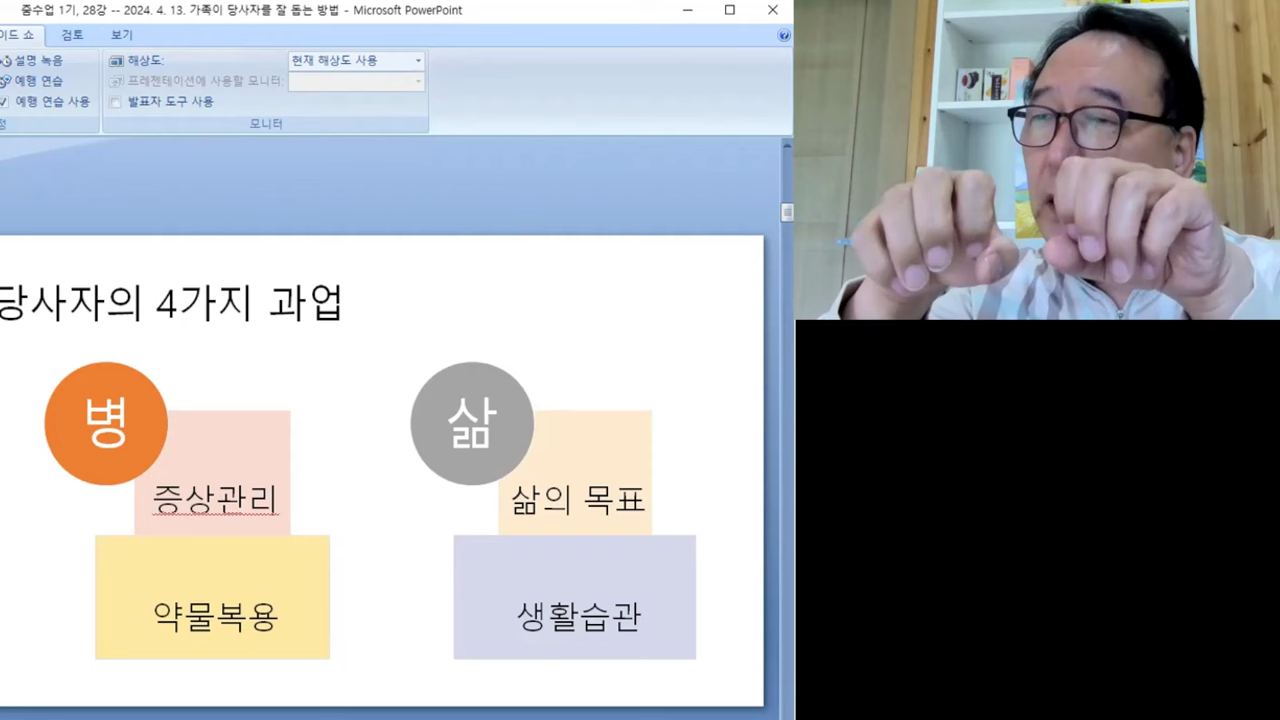 줌수업 1기, 28강 -- 2024. 4. 13. 가족이 당사자를 잘 돕는 방법 - Microsoft PowerPoint
이드 쇼 검토 보기
설명 녹음
예행 연습
예행 연습 사용
정
해상도: 현재 해상도 사용
프레젠테이션에 사용할 모니터:
발표자 도구 사용
모니터
당사자의 4가지 과업
병
증상관리
약물복용
삶
삶의 목표
생활습관